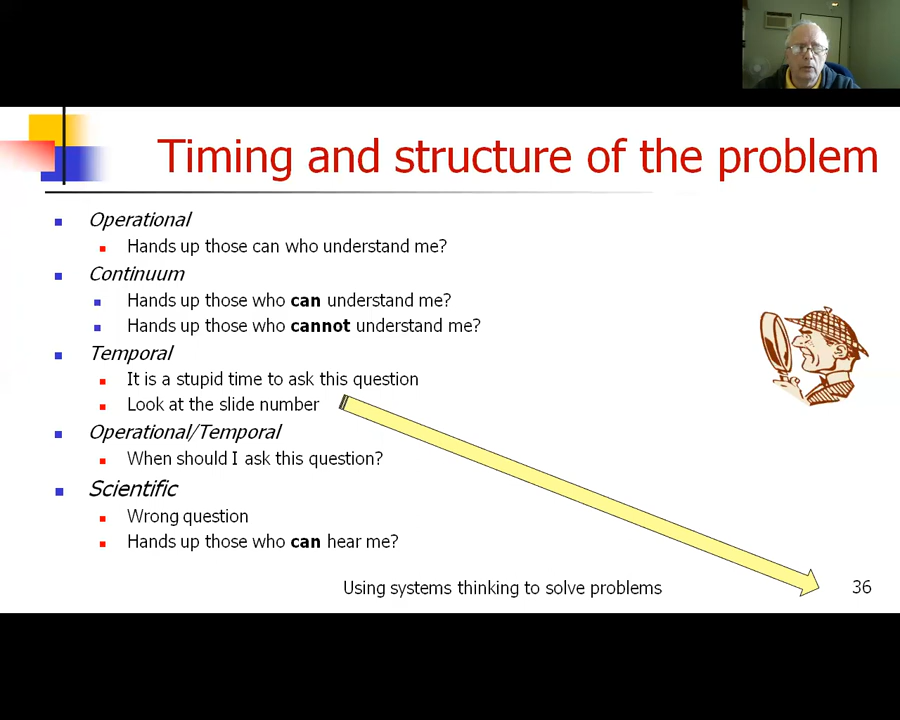 Timing and structure of the problem
Operational
Hands up those can who understand me?
Continuum
Hands up those who can understand me?
Hands up those who cannot understand me?
Temporal
It is a stupid time to ask this question
Look at the slide number
Operational/Temporal
When should I ask this question?
Scientific
Wrong question
Hands up those who can hear me?
Using systems thinking to solve problems
36